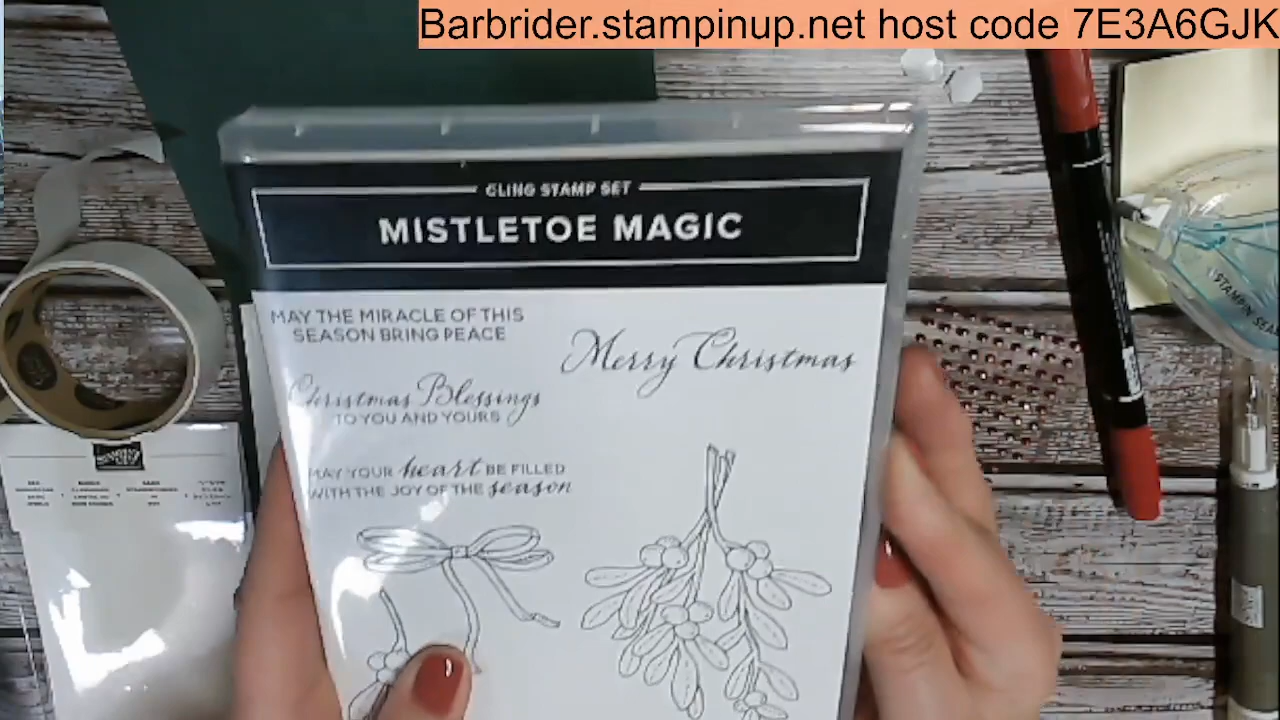 Barbrider.stampinup.net host code 7E3A6GJK
CLING STAMP SET
MISTLETOE MAGIC
MAY THE MIRACLE OF THIS
SEASON BRING PEACE
Merry Christmas
Christmas Blessings
TO YOU AND YOURS
MAY YOUR heart BE FILLED
WITH THE JOY OF THE season
STAMPIN'